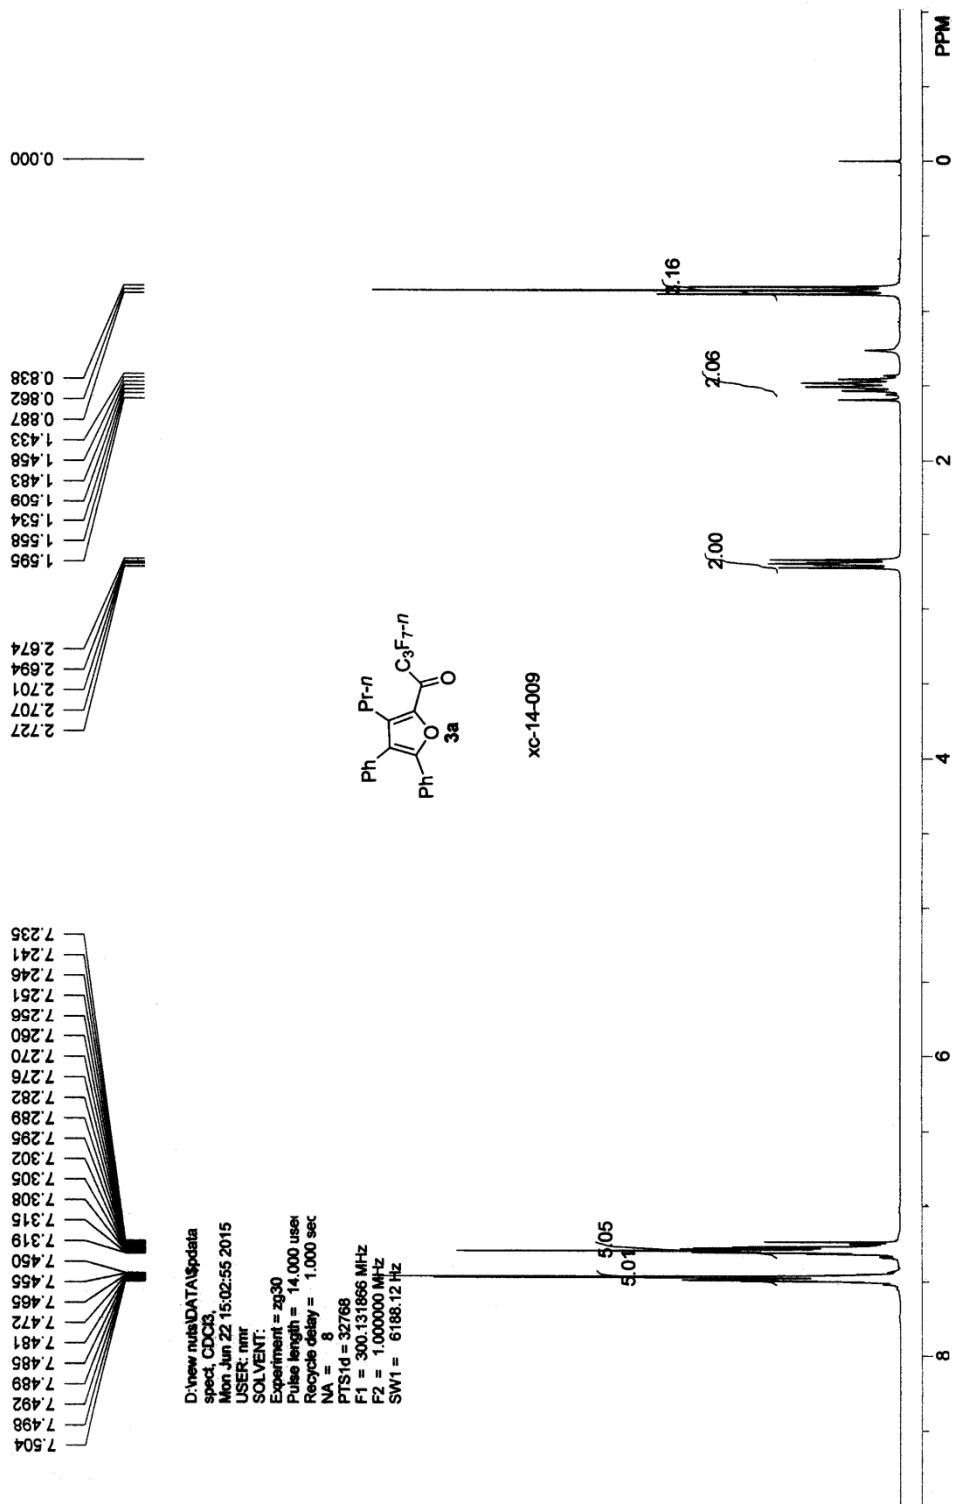 0.000
0.838
0.862
0.887
1.433
1.458
1.483
1.509
1.534
1.558
1.595
2.674
2.694
2.701
2.707
2.727
7.235
7.241
7.246
7.251
7.256
7.260
7.270
7.276
7.282
7.289
7.295
7.302
7.305
7.308
7.315
7.319
7.450
7.455
7.465
7.472
7.481
7.485
7.489
7.492
7.498
7.504
D:\new nuts\DATA\$pdata
spect, CDCl3,
Mon Jun 22 15:02:55 2015
USER: nmr
SOLVENT:
Experiment = zg30
Pulse length = 14.000 usec
Recycle delay = 1.000 sec
NA = 8
PTS1d = 32768
F1 = 300.131866 MHz
F2 = 1.000000 MHz
SW1 = 6188.12 Hz
Ph
Pr-n
Ph
O
C3F7-n
O
3a
xc-14-009
5.01
5.05
2.00
2.06
3.16
8
6
4
2
0
PPM